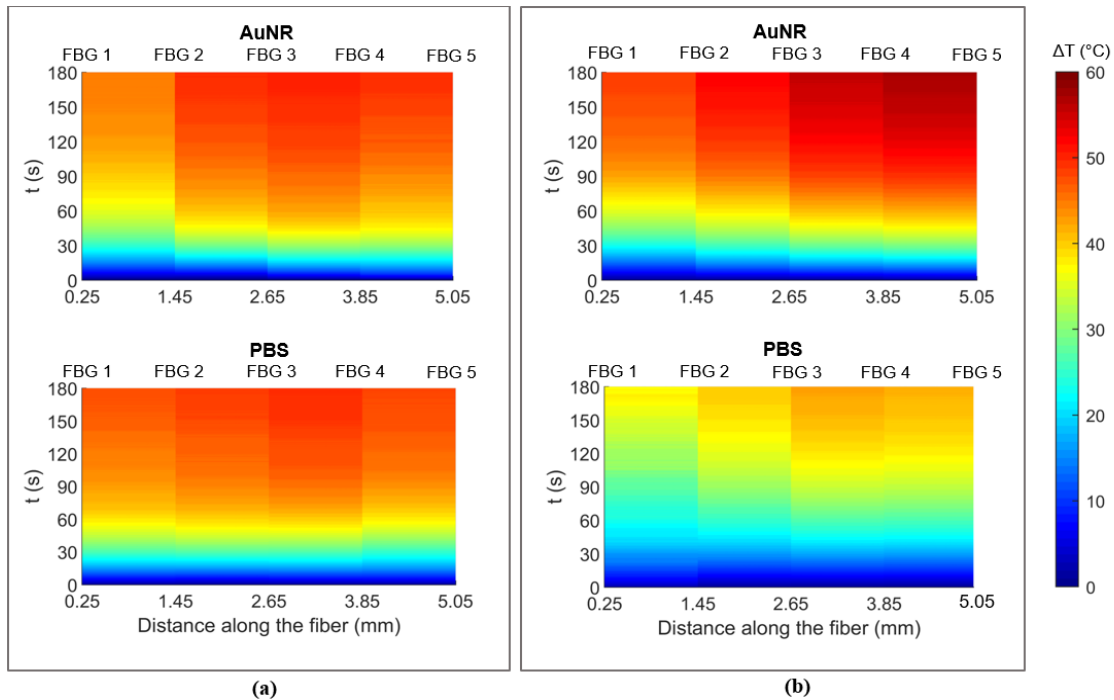 AuNR
FBG 1 FBG 2 FBG 3 FBG 4 FBG 5
180
150
120
90
60
30
0
t (s)
0.25 1.45 2.65 3.85 5.05
PBS
FBG 1 FBG 2 FBG 3 FBG 4 FBG 5
180
150
120
90
60
30
0
t (s)
0.25 1.45 2.65 3.85 5.05
Distance along the fiber (mm)
(a)
AuNR
FBG 1 FBG 2 FBG 3 FBG 4 FBG 5
180
150
120
90
60
30
0
t (s)
0.25 1.45 2.65 3.85 5.05
PBS
FBG 1 FBG 2 FBG 3 FBG 4 FBG 5
180
150
120
90
60
30
0
t (s)
0.25 1.45 2.65 3.85 5.05
Distance along the fiber (mm)
(b)
ΔT (°C)
60
50
40
30
20
10
0